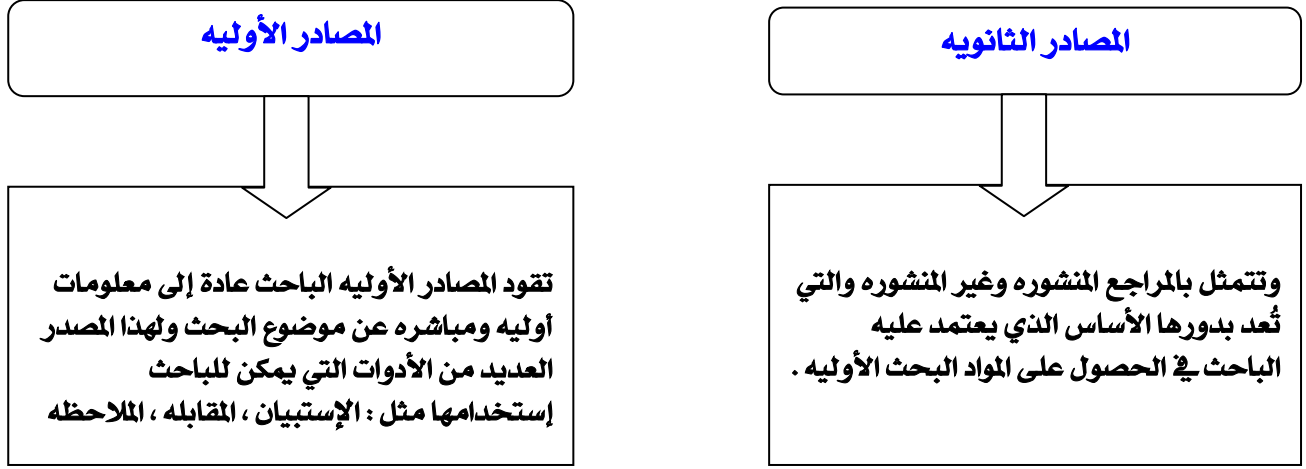 المصادر الثانويه
وتتمثل بالمراجع المنشوره وغير المنشوره والتي
تُعد بدورها الأساس الذي يعتمد عليه
الباحث في الحصول على المواد البحث الأوليه .
المصادر الأوليه
تقود المصادر الأوليه الباحث عادة إلى معلومات
أوليه ومباشره عن موضوع البحث ولهذا المصدر
العديد من الأدوات التي يمكن للباحث
إستخدامها مثل : الإستبيان ، المقابله ، الملاحظه